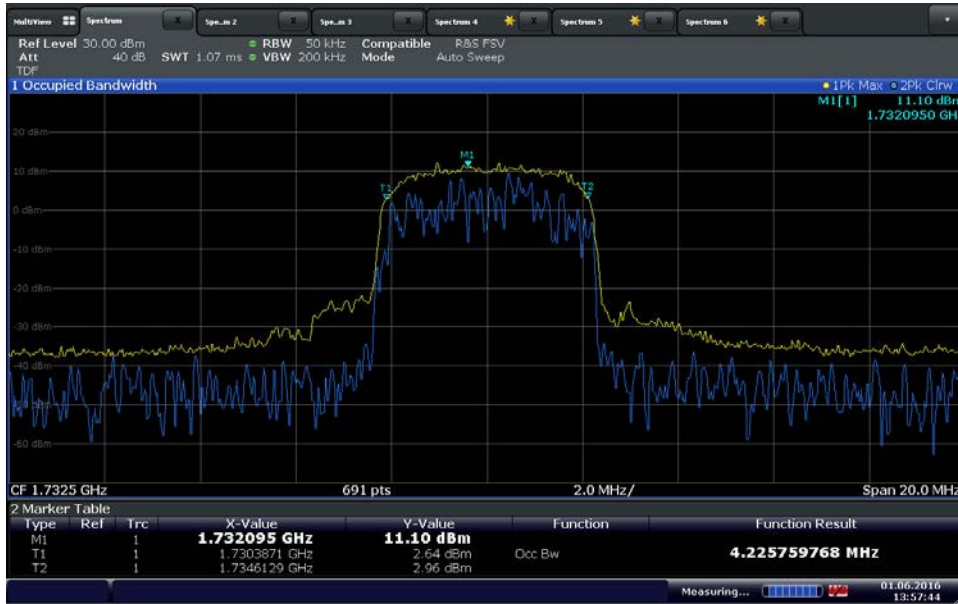 MultiView Spectrum X Spe...m 2 X Spe...m 3 X Spectrum 4 X Spectrum 5 X Spectrum 6 X
Ref Level 30.00 dBm RBW 50 kHz Compatible R&S FSV
Att 40 dB SWT 1.07 ms VBW 200 kHz Mode Auto Sweep
TDF
1 Occupied Bandwidth 1Pk Max 2Pk Clrw
M1[1] 11.10 dBm
1.7320950 GH
20 dBm
M1
10 dBm
T1 T2
0 dBm
-10 dBm
-20 dBm
-30 dBm
-40 dBm
-60 dBm
CF 1.7325 GHz 691 pts 2.0 MHz/ Span 20.0 MHz
2 Marker Table
Type Ref Trc X-Value Y-Value Function Function Result
M1 1 1.732095 GHz 11.10 dBm
T1 1 1.7303871 GHz 2.64 dBm Occ Bw 4.225759768 MHz
T2 1 1.7346129 GHz 2.96 dBm
Measuring... 01.06.2016
13:57:44